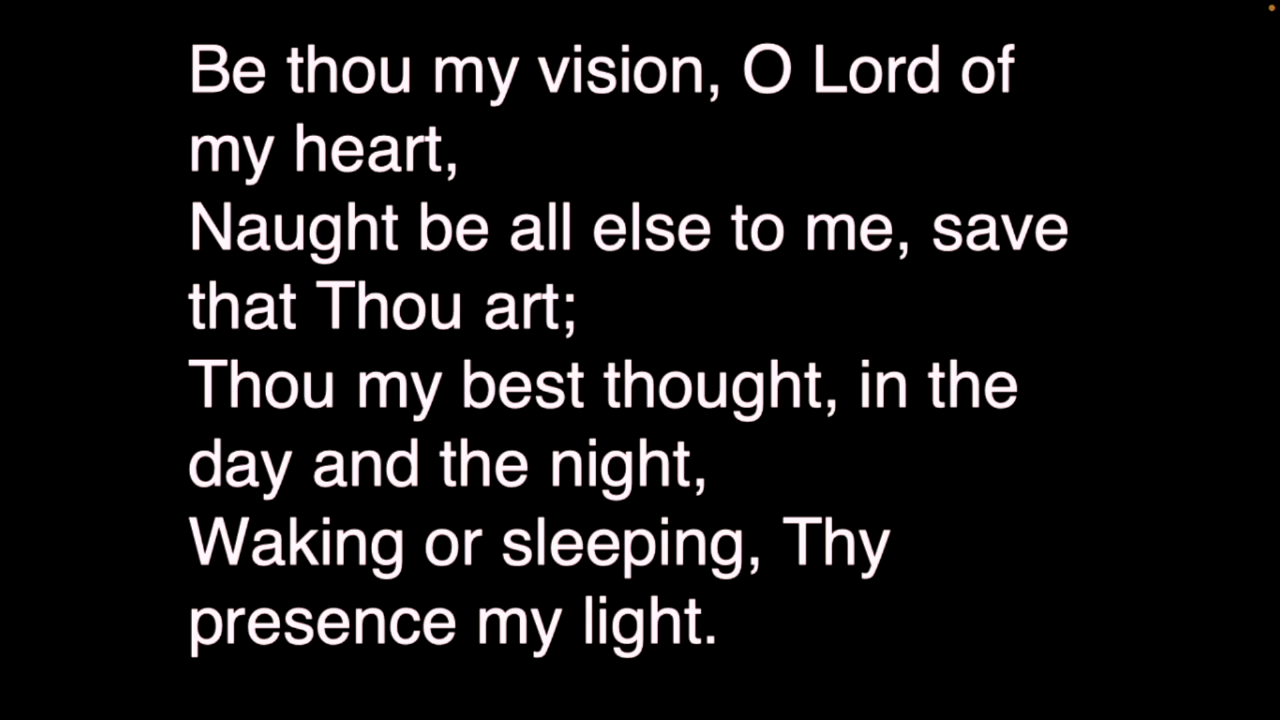 Be thou my vision, O Lord of
my heart,
Naught be all else to me, save
that Thou art;
Thou my best thought, in the
day and the night,
Waking or sleeping, Thy
presence my light.